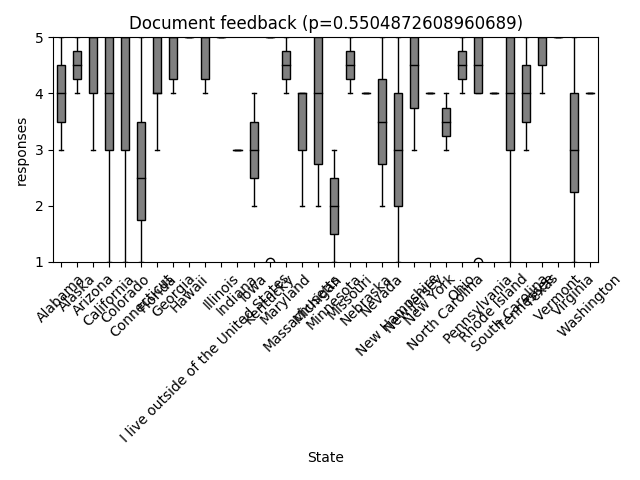 Document feedback (p=0.5504872608960689)
responses
5
4
3
2
1
Alabama
Alaska
Arizona
California
Colorado
Connecticut
Florida
Georgia
Hawaii
I live outside of the United States
Illinois
Indiana
Iowa
Kentucky
Maryland
Massachusetts
Michigan
Minnesota
Missouri
Nebraska
Nevada
New Hampshire
New Jersey
New York
North Carolina
Ohio
Pennsylvania
Rhode Island
South Carolina
Tennessee
Texas
Vermont
Virginia
Washington
State